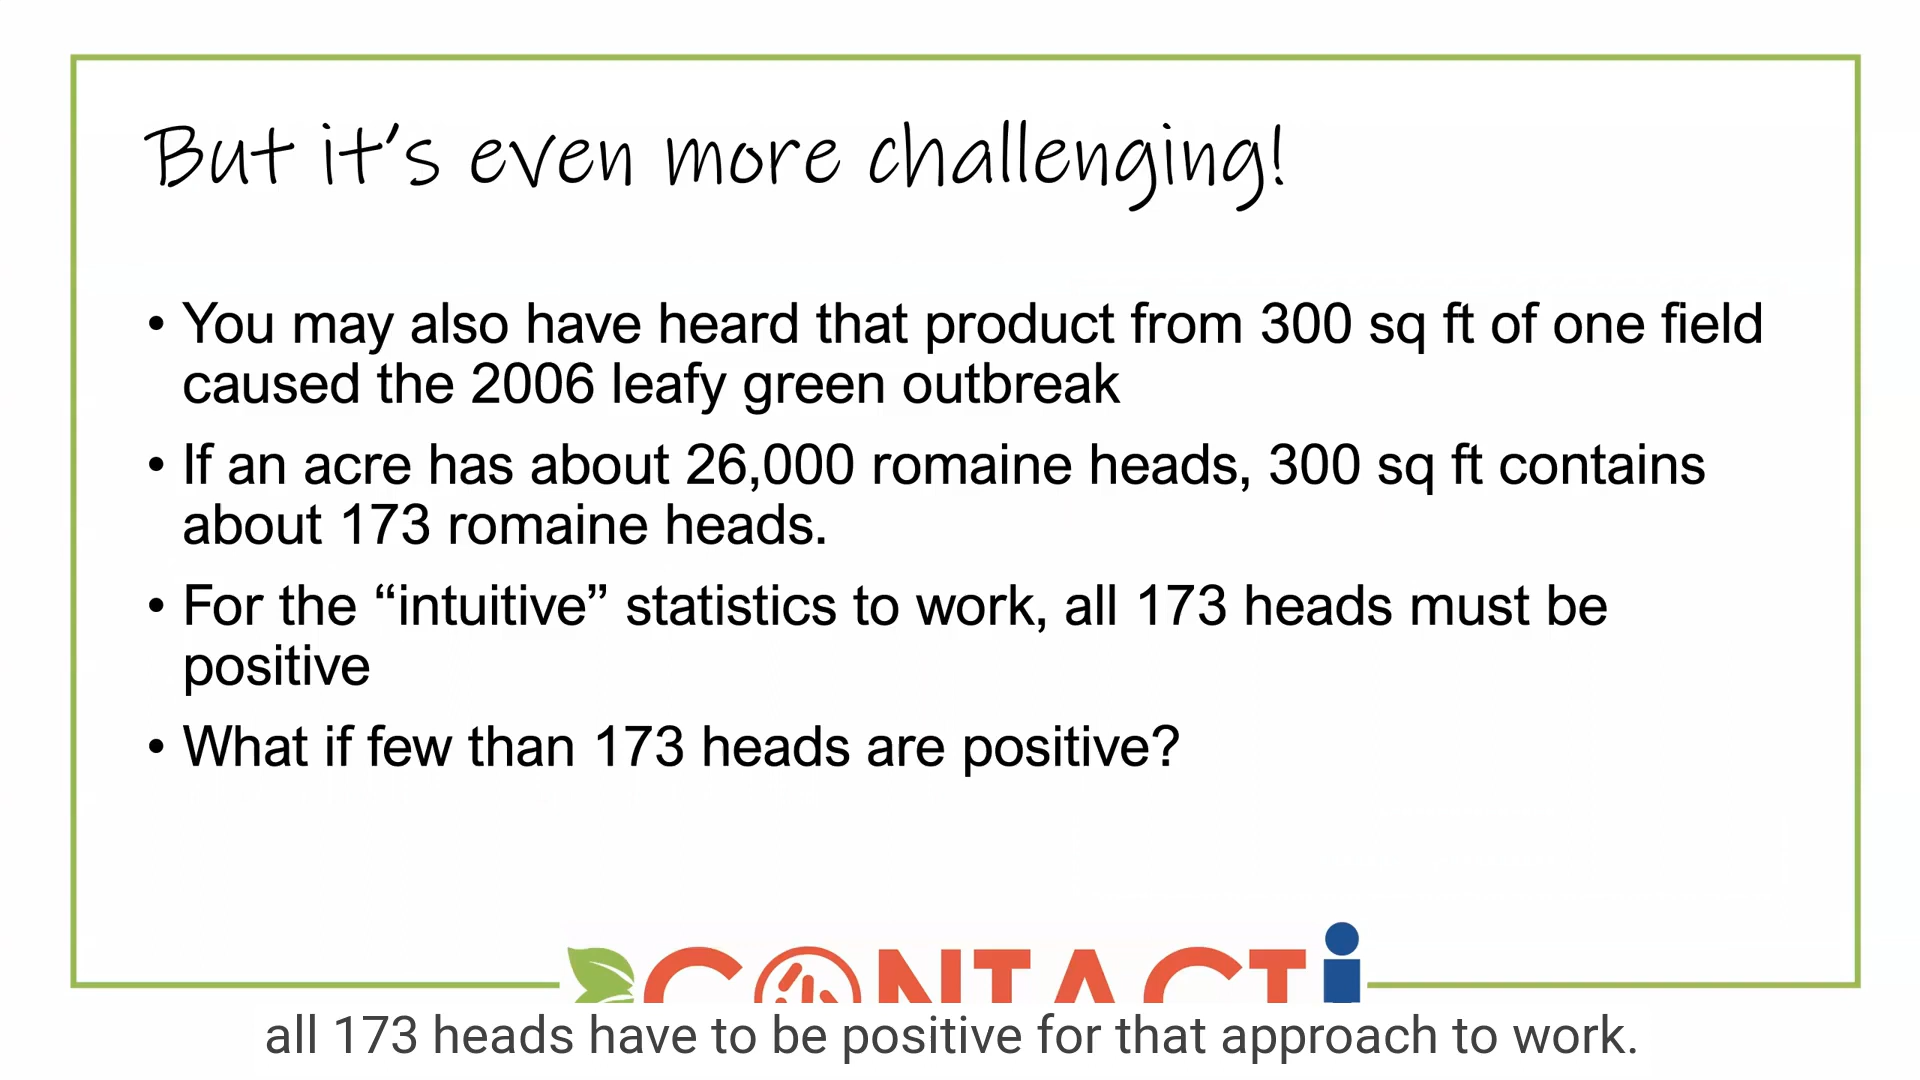 But it's even more challenging!
• You may also have heard that product from 300 sq ft of one field
caused the 2006 leafy green outbreak
• If an acre has about 26,000 romaine heads, 300 sq ft contains
about 173 romaine heads.
• For the “intuitive” statistics to work, all 173 heads must be
positive
• What if few than 173 heads are positive?
CONTACTi
all 173 heads have to be positive for that approach to work.